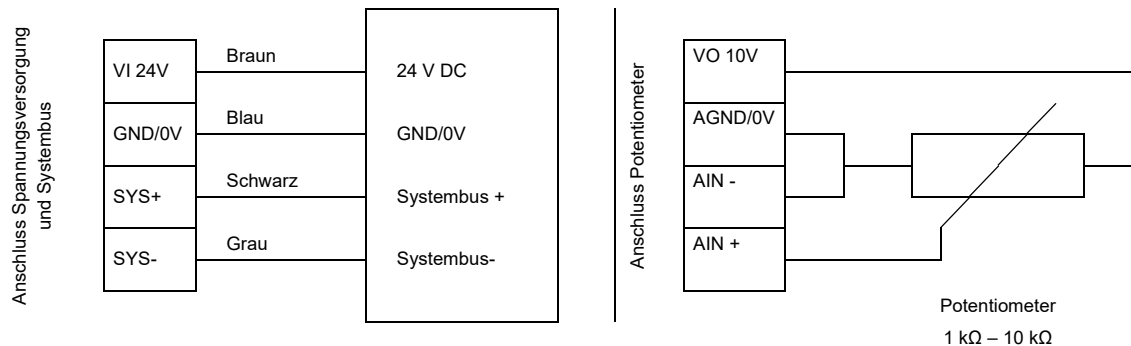 Anschluss Spannungsversorgung
und Systembus
VI 24V
Braun
24 V DC
GND/0V
Blau
GND/0V
SYS+
Schwarz
Systembus +
SYS-
Grau
Systembus-
Anschluss Potentiometer
VO 10V
AGND/0V
AIN -
AIN +
Potentiometer
1 kΩ – 10 kΩ